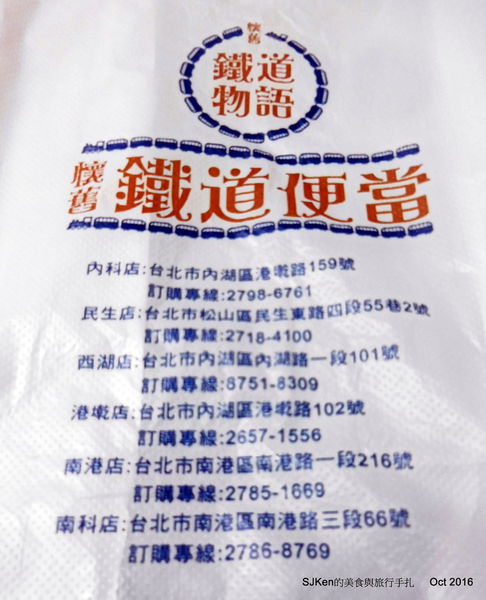 懷舊
鐵道
物語
懷舊 鐵道便當
內科店:台北市內湖區港墘路159號
訂購專線:2798-6761
民生店:台北市松山區民生東路四段55巷2號
訂購專線:2718-4100
西湖店:台北市內湖區內湖路一段101號
訂購專線:8751-8309
港墘店:台北市內湖區港墘路102號
訂購專線:2657-1556
南港店:台北市南港區南港路一段216號
訂購專線:2785-1669
南科店:台北市南港區南港路三段66號
訂購專線:2786-8769
SJKen的美食與旅行手扎 Oct 2016